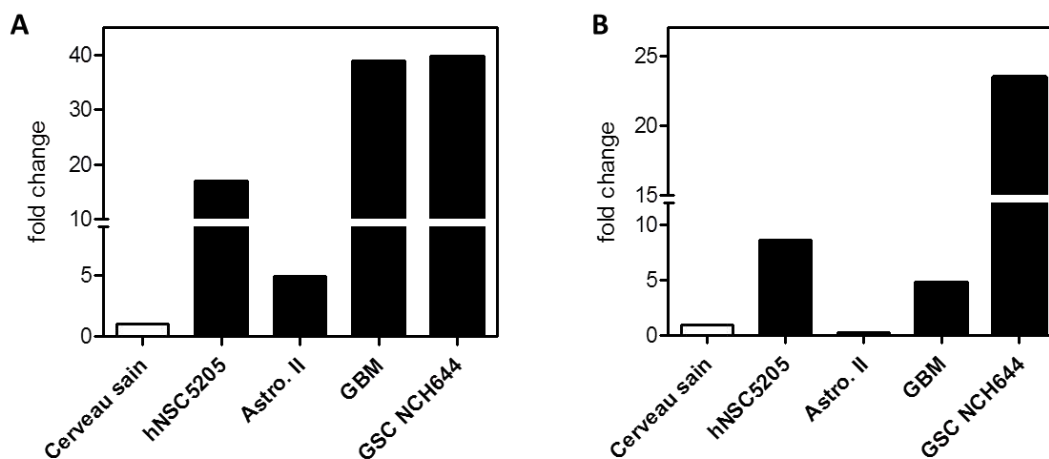 A
fold change
40
30
20
10
5
0
Cerveau sain
hNSC5205
Astro. II
GBM
GSC NCH644
B
fold change
25
20
15
10
5
0
Cerveau sain
hNSC5205
Astro. II
GBM
GSC NCH644